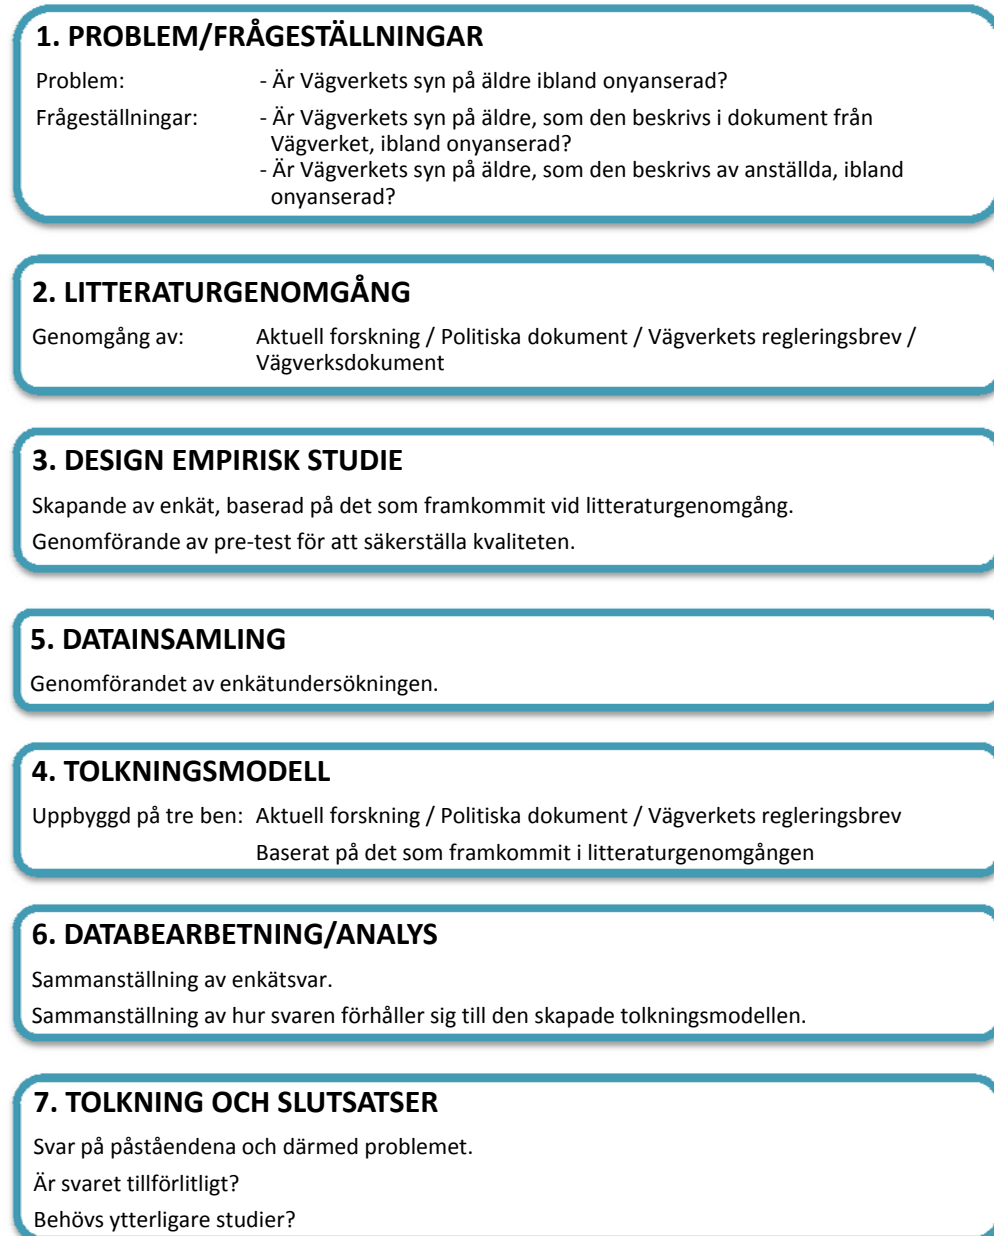 1. PROBLEM/FRÅGESTÄLLNINGAR
Problem: - Är Vägverkets syn på äldre ibland onyanserad?
Frågeställningar: - Är Vägverkets syn på äldre, som den beskrivs i dokument från
Vägverket, ibland onyanserad?
- Är Vägverkets syn på äldre, som den beskrivs av anställda, ibland
onyanserad?
2. LITTERATURGENOMGÅNG
Genomgång av: Aktuell forskning / Politiska dokument / Vägverkets regleringsbrev /
Vägverksdokument
3. DESIGN EMPIRISK STUDIE
Skapande av enkät, baserad på det som framkommit vid litteraturgenomgång.
Genomförande av pre-test för att säkerställa kvaliteten.
5. DATAINSAMLING
Genomförandet av enkätundersökningen.
4. TOLKNINGSMODELL
Uppbyggd på tre ben: Aktuell forskning / Politiska dokument / Vägverkets regleringsbrev
Baserat på det som framkommit i litteraturgenomgången
6. DATABEARBETNING/ANALYS
Sammanställning av enkätsvar.
Sammanställning av hur svaren förhåller sig till den skapade tolkningsmodellen.
7. TOLKNING OCH SLUTSATSER
Svar på påståendena och därmed problemet.
Är svaret tillförlitligt?
Behövs ytterligare studier?